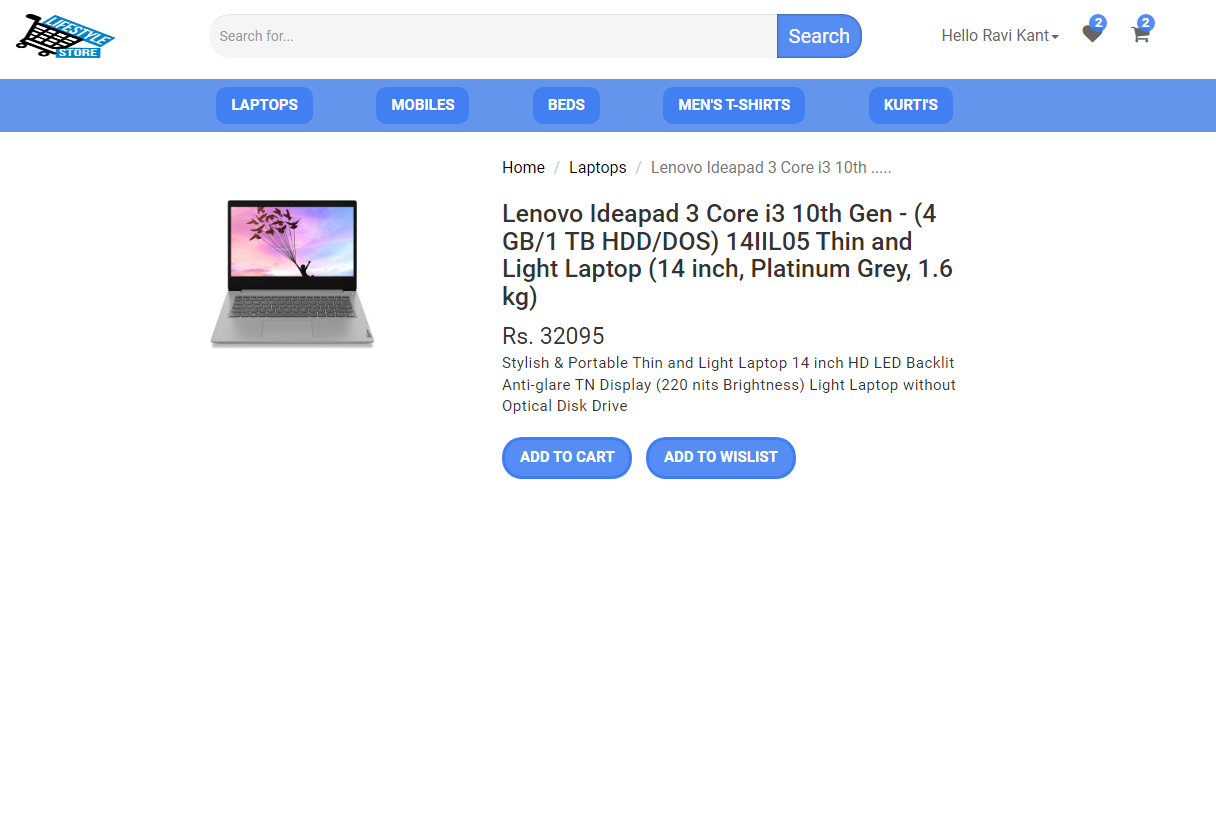 LIFESTYLE
STORE
Search for...
Search
Hello Ravi Kant
2
2
LAPTOPS
MOBILES
BEDS
MEN'S T-SHIRTS
KURTI'S
Home / Laptops / Lenovo Ideapad 3 Core i3 10th .....
Lenovo Ideapad 3 Core i3 10th Gen - (4
GB/1 TB HDD/DOS) 14IIL05 Thin and
Light Laptop (14 inch, Platinum Grey, 1.6
kg)
Rs. 32095
Stylish & Portable Thin and Light Laptop 14 inch HD LED Backlit
Anti-glare TN Display (220 nits Brightness) Light Laptop without
Optical Disk Drive
ADD TO CART
ADD TO WISLIST